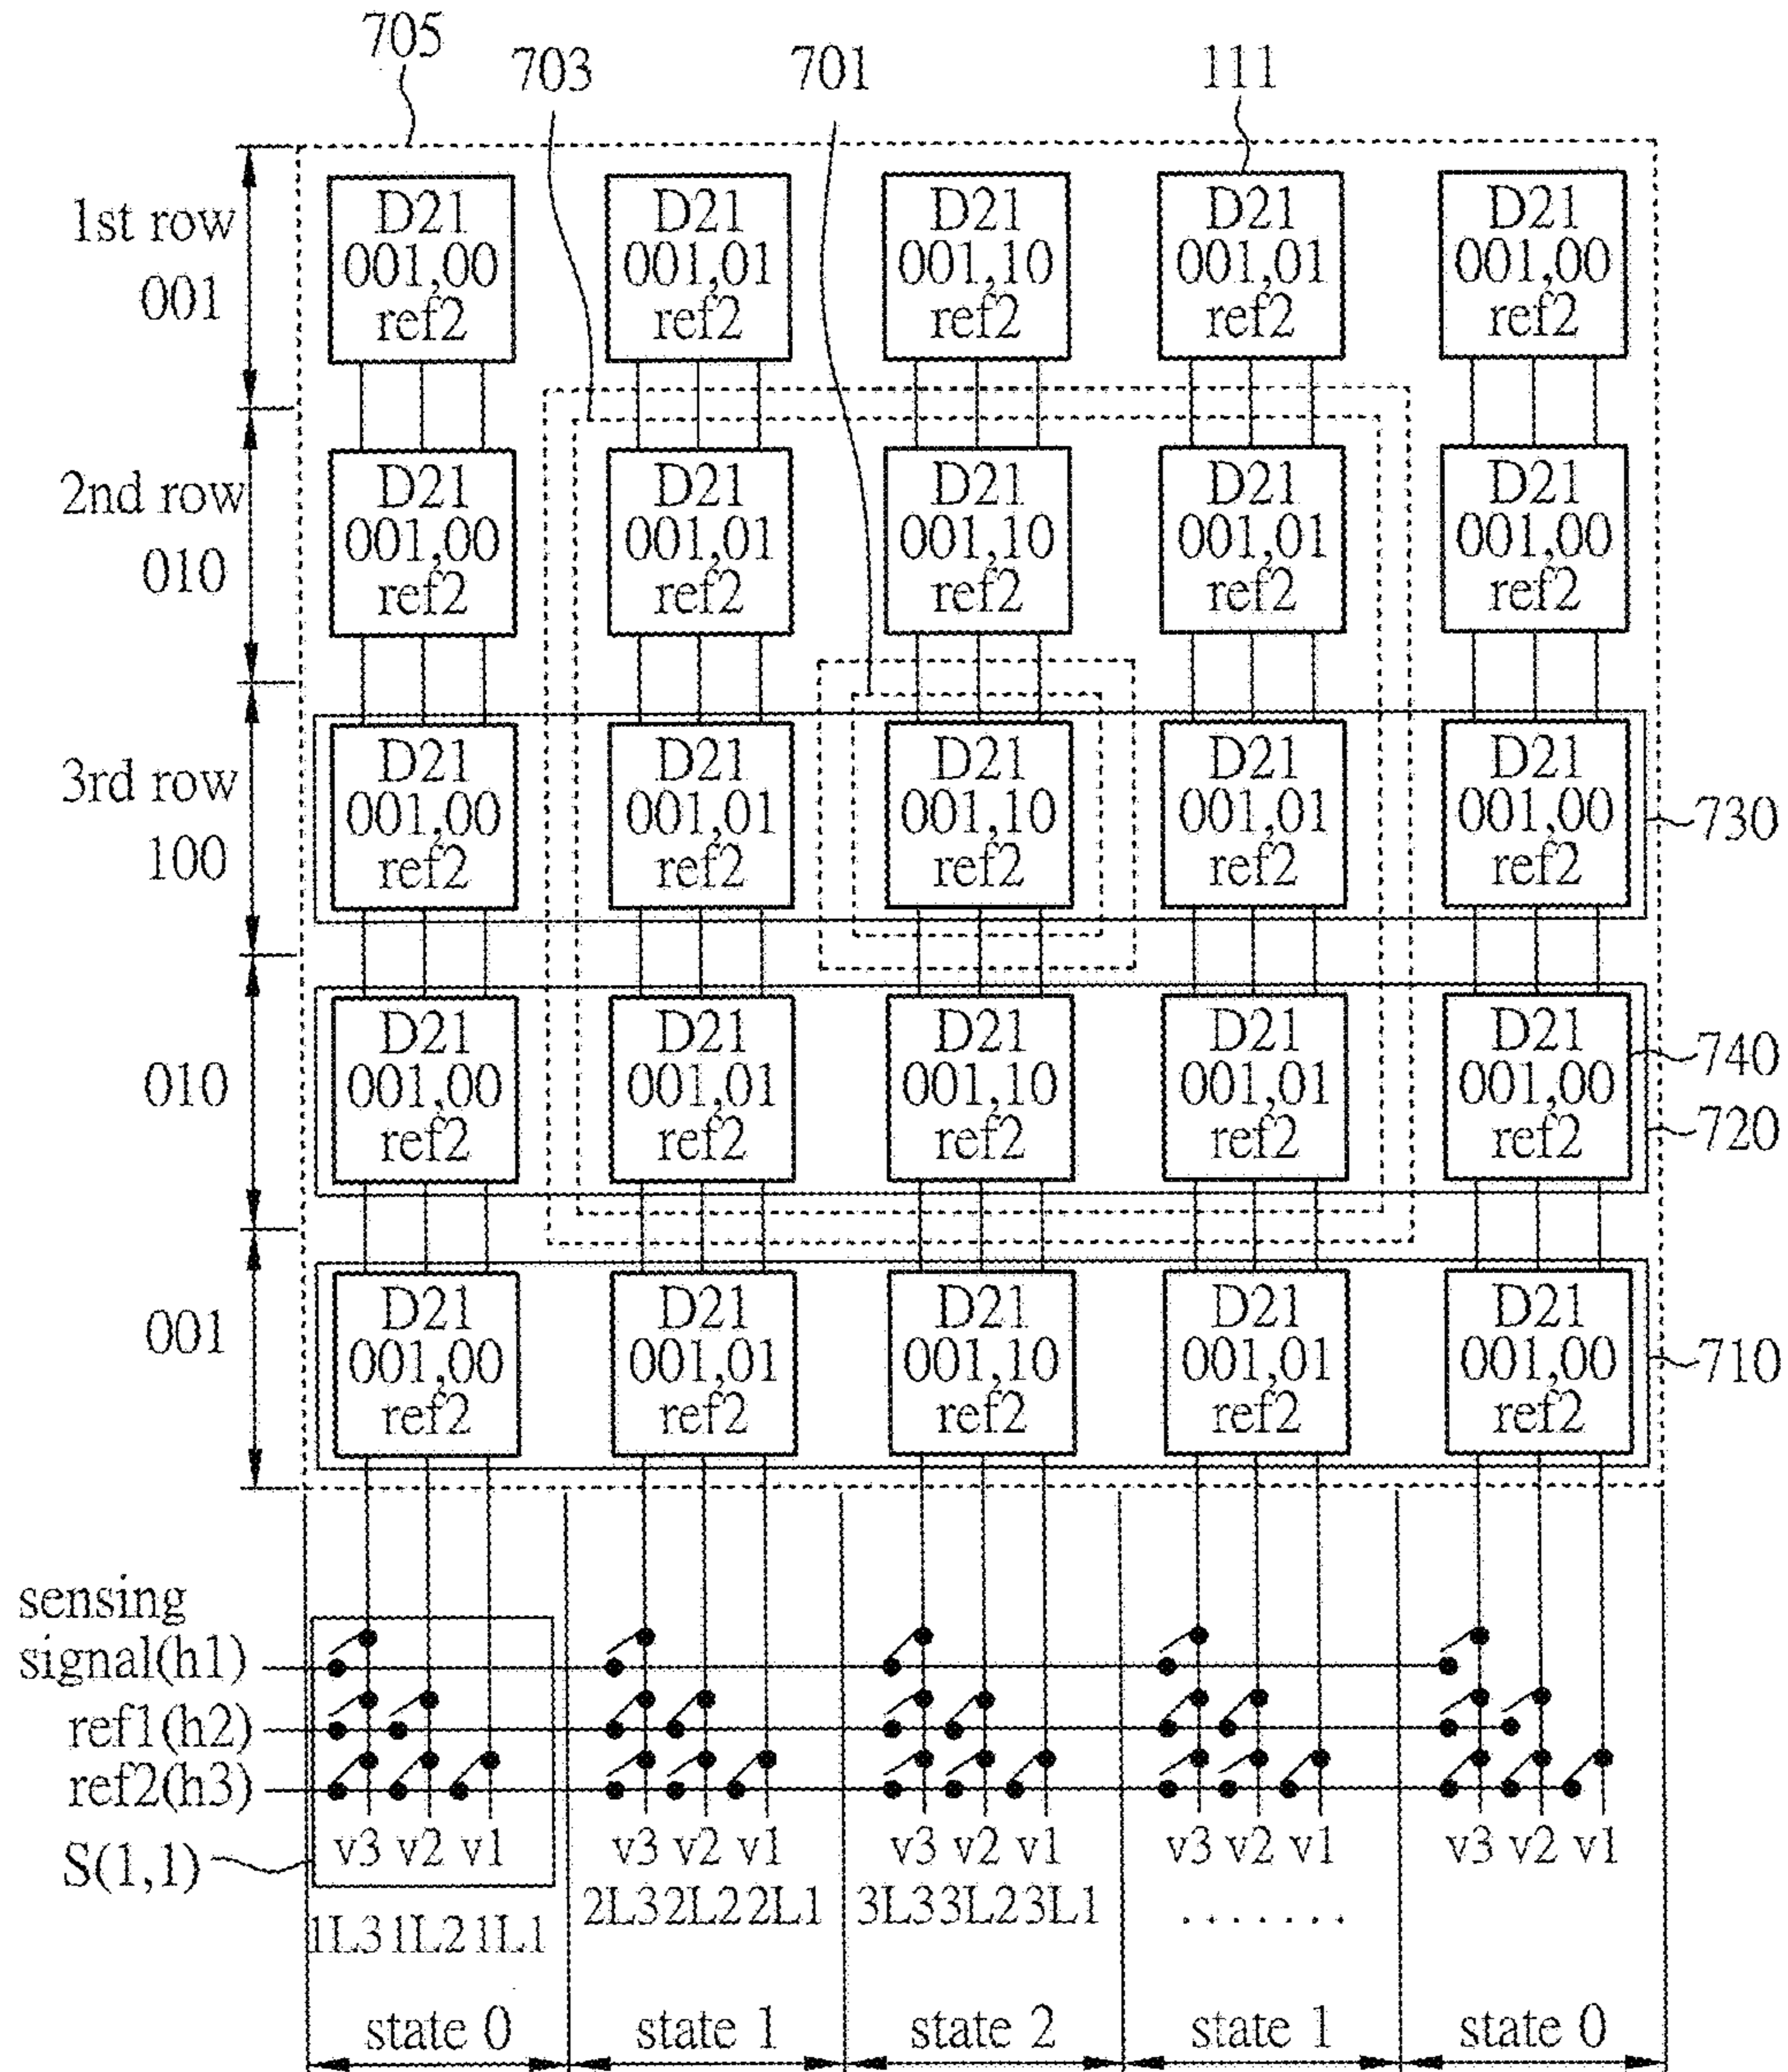 705
703
701
111
1st row
001
D21
001,00
ref2
D21
001,01
ref2
D21
001,10
ref2
D21
001,01
ref2
D21
001,00
ref2
2nd row
010
D21
001,00
ref2
D21
001,01
ref2
D21
001,10
ref2
D21
001,01
ref2
D21
001,00
ref2
3rd row
100
D21
001,00
ref2
D21
001,01
ref2
D21
001,10
ref2
D21
001,01
ref2
D21
001,00
ref2
730
010
D21
001,00
ref2
D21
001,01
ref2
D21
001,10
ref2
D21
001,01
ref2
D21
001,00
ref2
740
720
001
D21
001,00
ref2
D21
001,01
ref2
D21
001,10
ref2
D21
001,01
ref2
D21
001,00
ref2
710
sensing
signal(h1)
ref1(h2)
ref2(h3)
S(1,1)
v3 v2 v1
v3 v2 v1
v3 v2 v1
v3 v2 v1
v3 v2 v1
1L3 1L2 1L1
2L3 2L2 2L1
3L3 3L2 3L1
.......
state 0
state 1
state 2
state 1
state 0